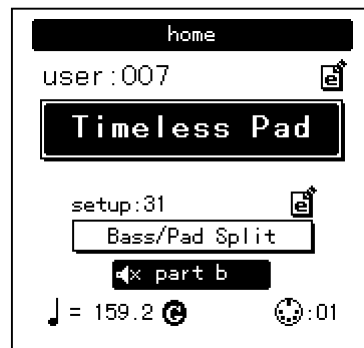 home
user:007
Timeless Pad
setup:31
Bass/Pad Split
part b
♩ = 159.2 C :01